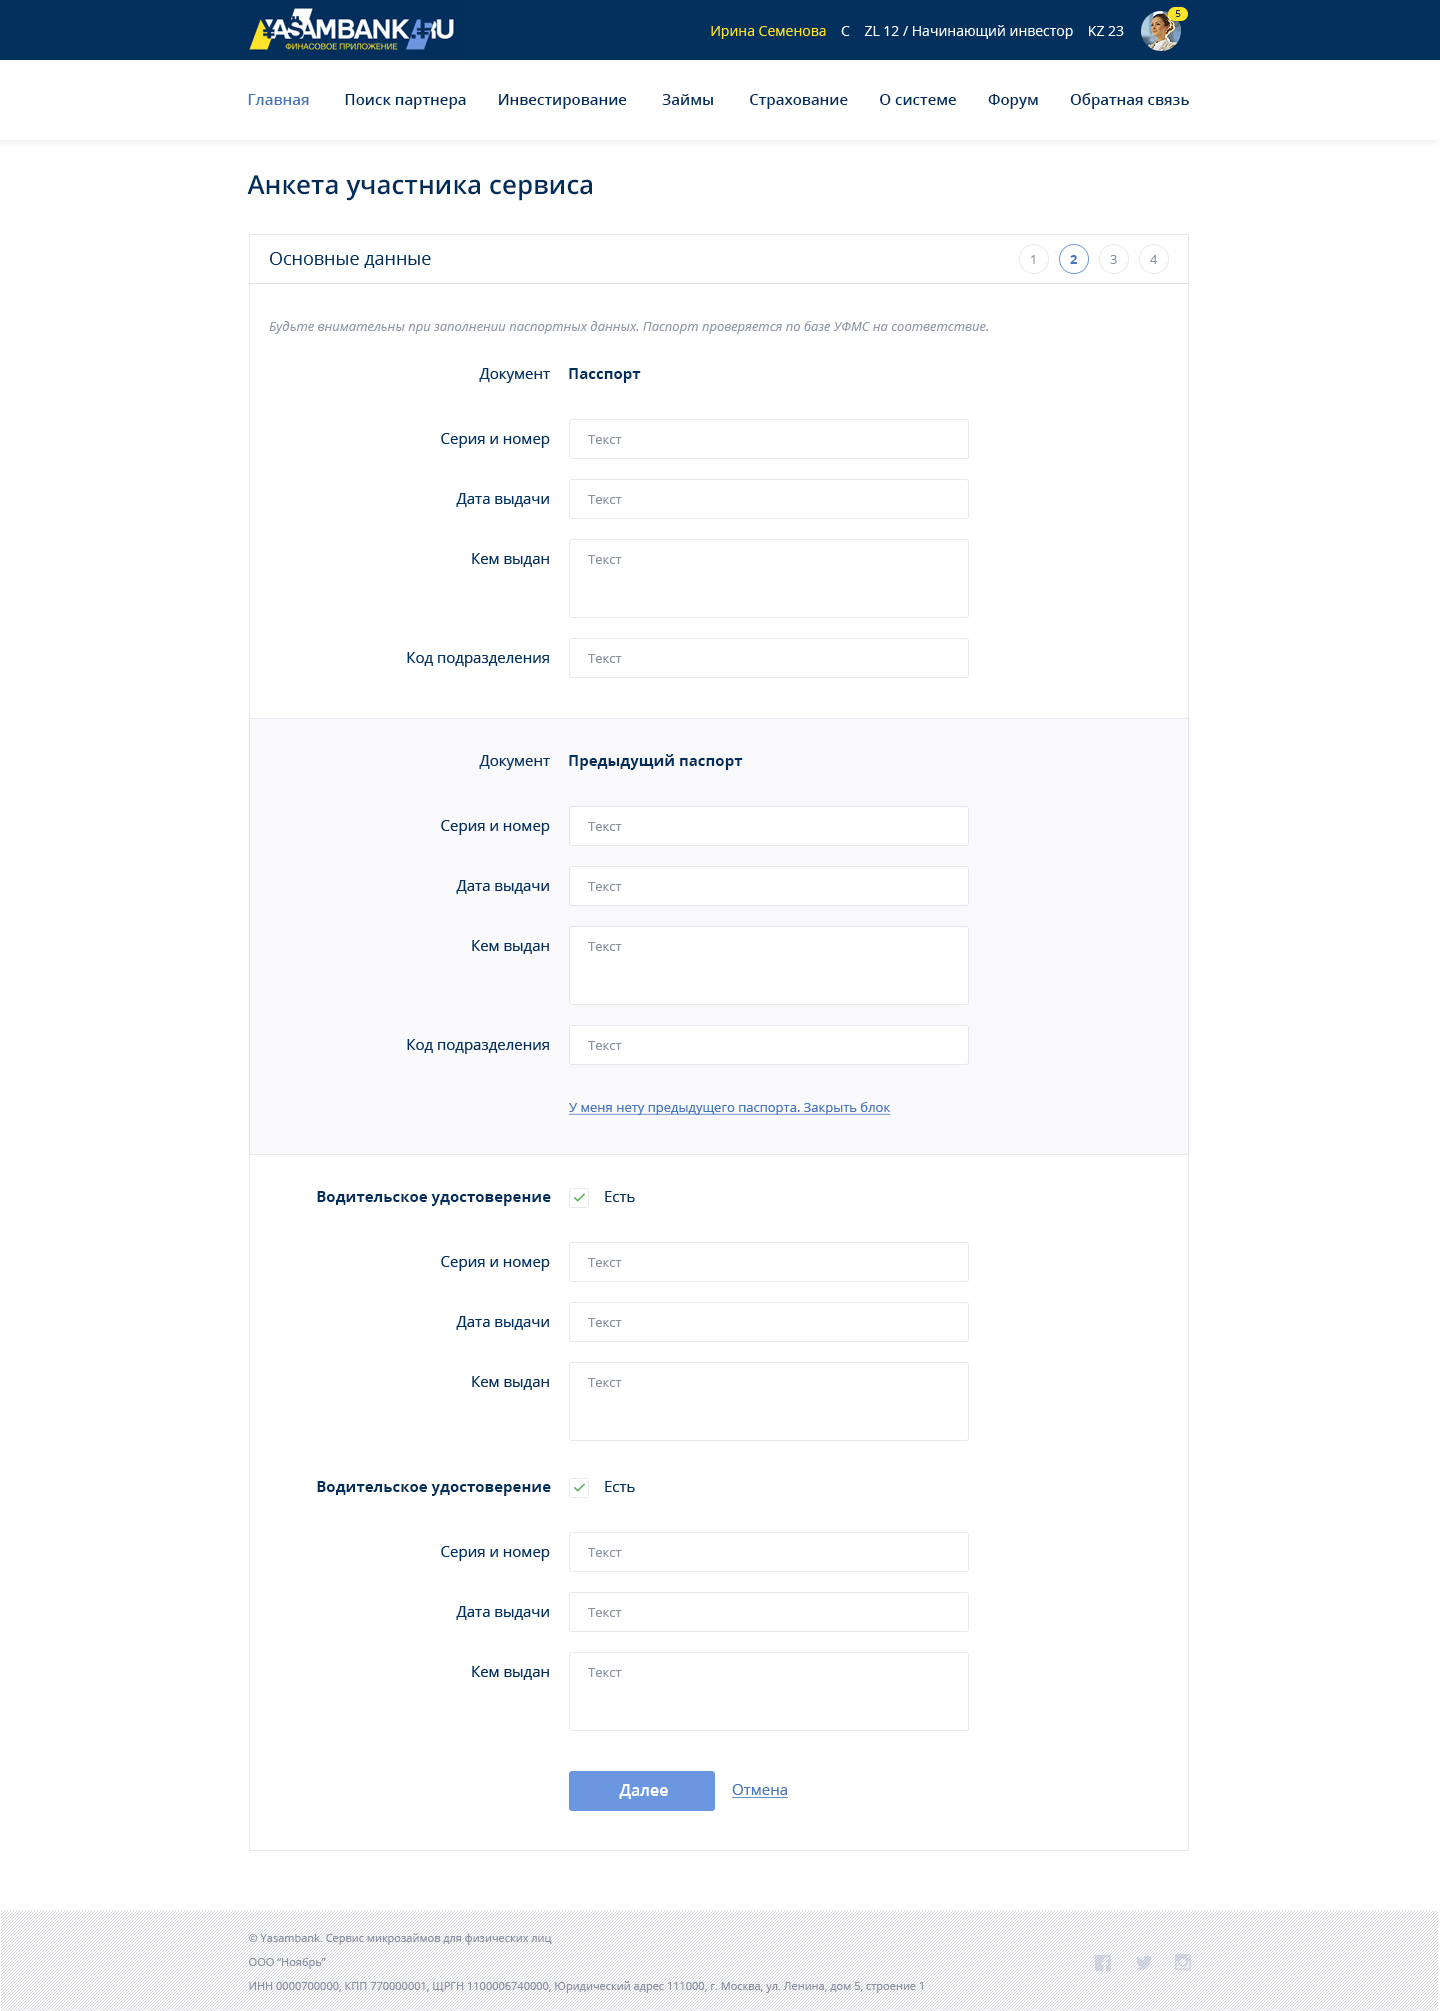 YASAMBANK.RU
ФИНАСОВОЕ ПРИЛОЖЕНИЕ
Ирина Семенова C ZL 12 / Начинающий инвестор KZ 23 5
Главная Поиск партнера Инвестирование Займы Страхование О системе Форум Обратная связь
Анкета участника сервиса
Основные данные 1 2 3 4
Будьте внимательны при заполнении паспортных данных. Паспорт проверяется по базе УФМС на соответствие.
Документ Пасспорт
Серия и номер Текст
Дата выдачи Текст
Кем выдан Текст
Код подразделения Текст
Документ Предыдущий паспорт
Серия и номер Текст
Дата выдачи Текст
Кем выдан Текст
Код подразделения Текст
У меня нету предыдущего паспорта. Закрыть блок
Водительское удостоверение Есть
Серия и номер Текст
Дата выдачи Текст
Кем выдан Текст
Водительское удостоверение Есть
Серия и номер Текст
Дата выдачи Текст
Кем выдан Текст
Далее Отмена
© Yasambank. Сервис микрозаймов для физических лиц
ООО “Ноябрь”
ИНН 0000700000, КПП 770000001, ЩРГН 1100006740000, Юридический адрес 111000, г. Москва, ул. Ленина, дом 5, строение 1